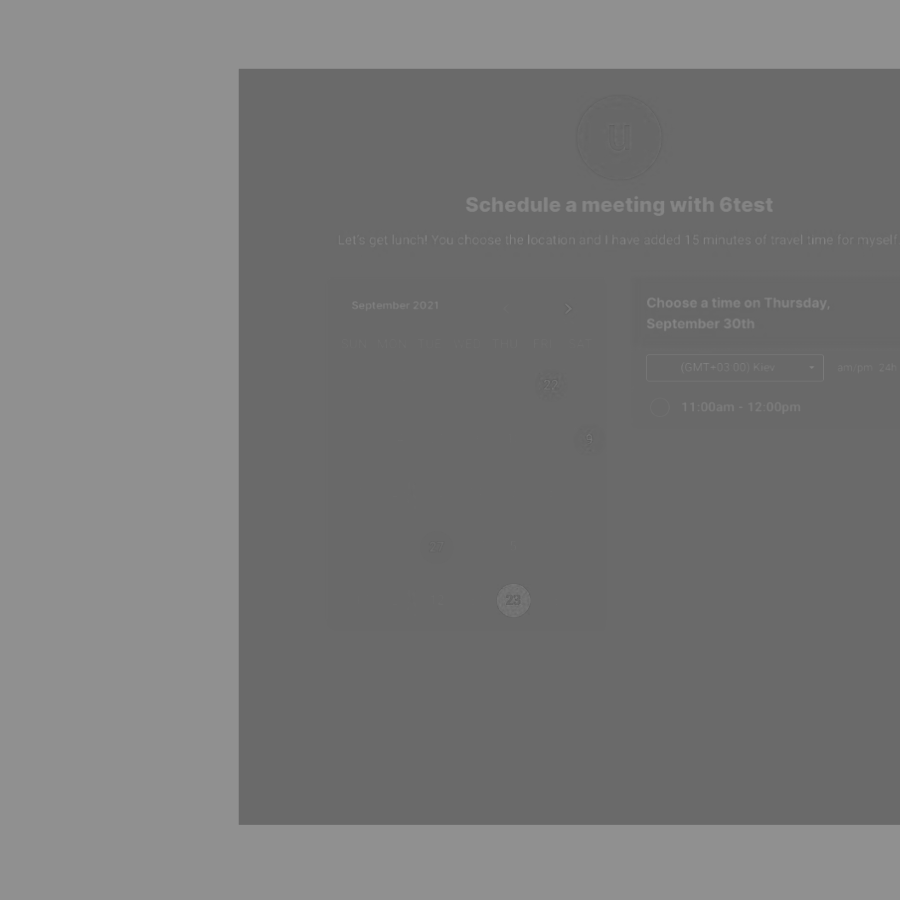 Schedule a meeting with 6test
Let's get lunch! You choose the location and I have added 15 minutes of travel time for myself
September 2021
Choose a time on Thursday,
September 30th
(GMT+03:00) Kiev
am/pm 24h
11:00am - 12:00pm
23